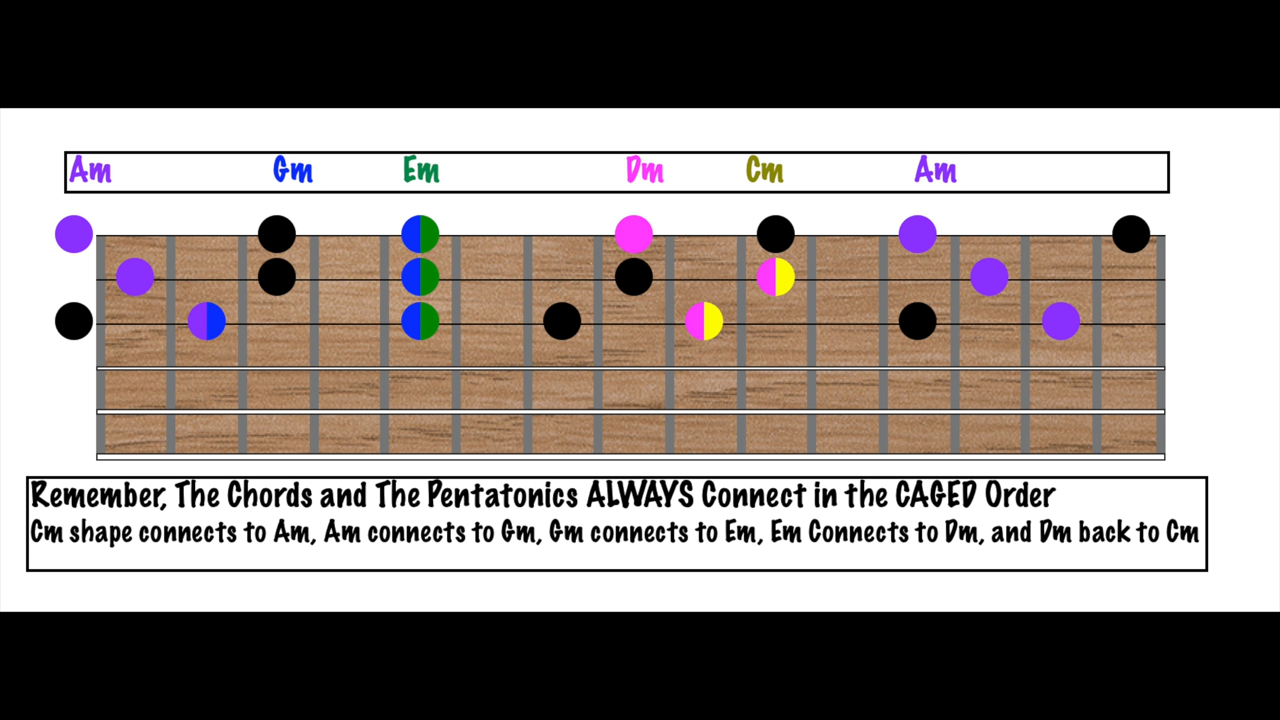 Am Gm Em Dm Cm Am
Remember, The Chords and The Pentatonics ALWAYS Connect in the CAGED Order
Cm shape connects to Am, Am connects to Gm, Gm connects to Em, Em Connects to Dm, and Dm back to Cm